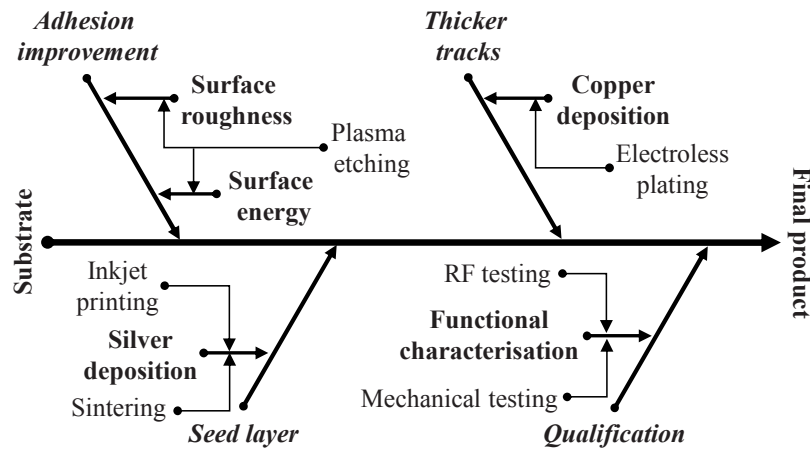 Adhesion
improvement
Thicker
tracks
Surface
roughness
Copper
deposition
Plasma
etching
Electroless
plating
Surface
energy
Substrate
Final product
Inkjet
printing
RF testing
Silver
deposition
Functional
characterisation
Sintering
Mechanical testing
Seed layer
Qualification